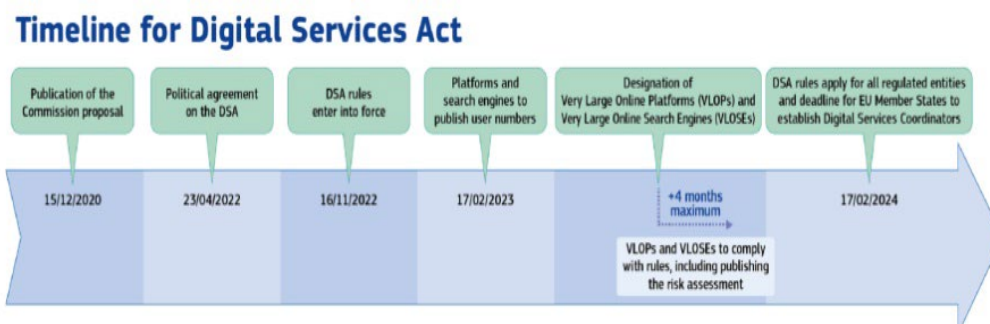 Timeline for Digital Services Act
Publication of the
Commission proposal
Political agreement
on the DSA
DSA rules
enter into force
Platforms and
search engines to
publish user numbers
Designation of
Very Large Online Platforms (VLOPs) and
Very Large Online Search Engines (VLOSEs)
DSA rules apply for all regulated entities
and deadline for EU Member States to
establish Digital Services Coordinators
15/12/2020
23/04/2022
16/11/2022
17/02/2023
+4 months
maximum
17/02/2024
VLOPs and VLOSEs to comply
with rules, including publishing
the risk assessment